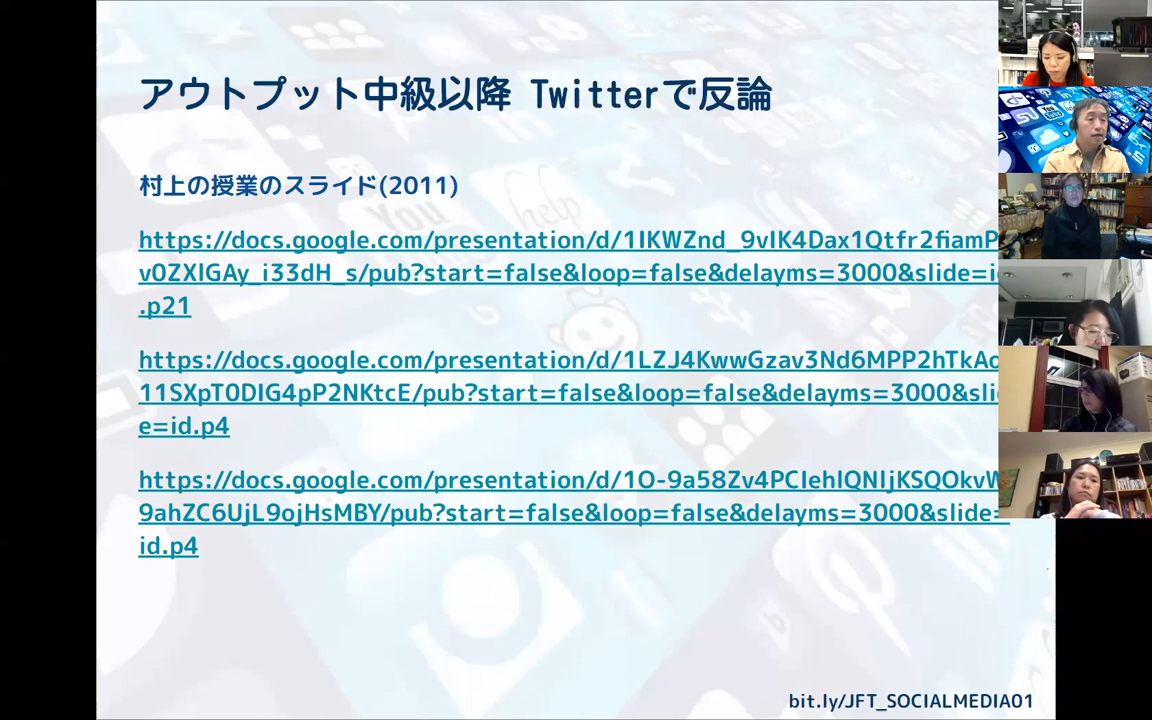 アウトプット中級以降 Twitterで反論
村上の授業のスライド(2011)
https://docs.google.com/presentation/d/1IKWZnd_9vIK4Dax1Qtfr2fiamP
v0ZXIGAy_i33dH_s/pub?start=false&loop=false&delayms=3000&slide=i
.p21
https://docs.google.com/presentation/d/1LZJ4KwwGzav3Nd6MPP2hTkAo
11SXpT0DIG4pP2NKtcE/pub?start=false&loop=false&delayms=3000&sli
e=id.p4
https://docs.google.com/presentation/d/1O-9a58Zv4PCIehIQNIjKSQOkvW
9ahZC6UjL9ojHsMBY/pub?start=false&loop=false&delayms=3000&slide=
id.p4
bit.ly/JFT_SOCIALMEDIA01
You
help